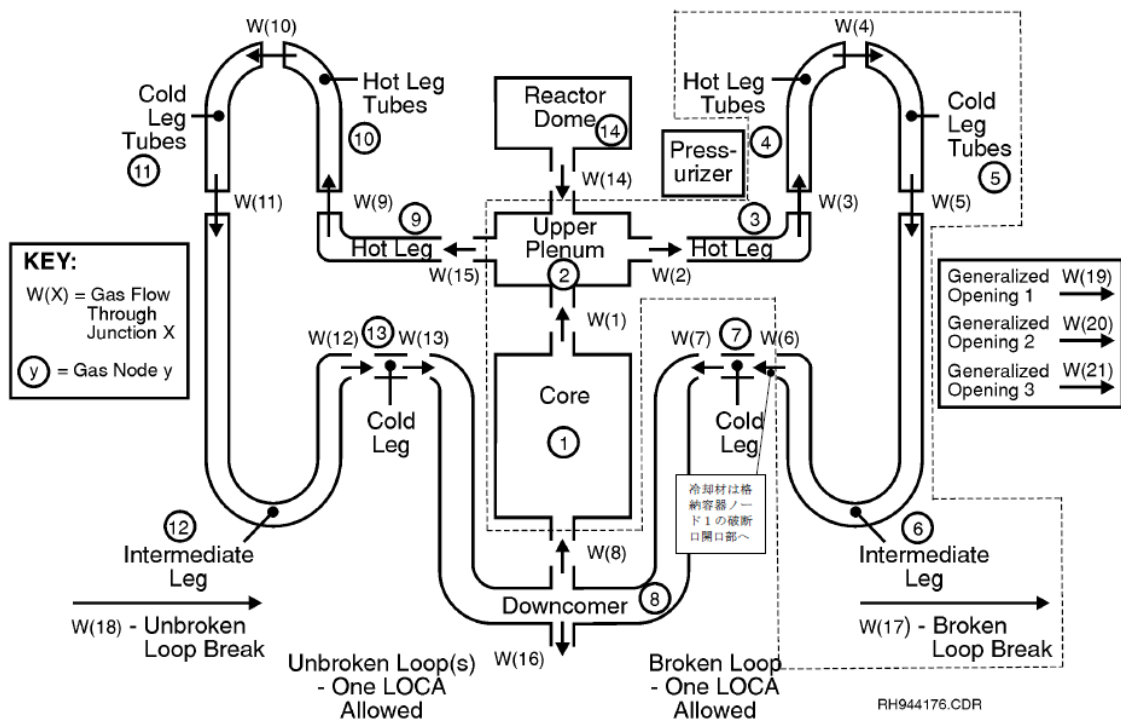 W(10)
W(4)
Hot Leg
Tubes
10
Cold
Leg
Tubes
11
Reactor
Dome
14
Hot Leg
Tubes
4
Cold
Leg
Tubes
5
Press-
urizer
W(14)
W(11)
W(9)
W(3)
W(5)
9
Hot Leg
W(15)
Upper
Plenum
2
W(2)
3
Hot Leg
KEY:
W(X) = Gas Flow
Through
Junction X
y = Gas Node y
Generalized
Opening 1
W(19)
Generalized
Opening 2
W(20)
Generalized
Opening 3
W(21)
W(1)
W(12)
13
W(13)
Cold
Leg
Core
1
W(7)
7
W(6)
Cold
Leg
冷却材は格
納容器ノー
ド1の破断
口開口部へ
12
Intermediate
Leg
W(8)
Downcomer
8
6
Intermediate
Leg
W(18) - Unbroken
Loop Break
W(16)
W(17) - Broken
Loop Break
Unbroken Loop(s)
- One LOCA
Allowed
Broken Loop
- One LOCA
Allowed
RH944176.CDR